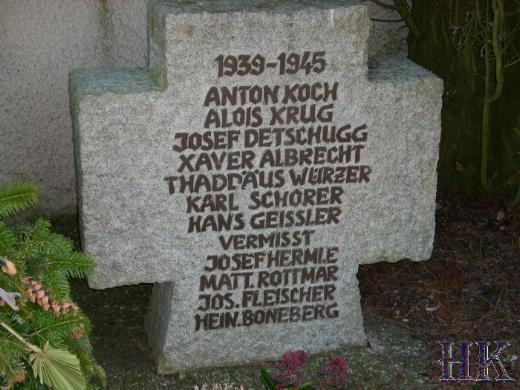 1939-1945
ANTON KOCH
ALOIS KRUG
JOSEF DETSCHUGG
XAVER ALBRECHT
THADDÄUS WÜRZER
KARL SCHORER
HANS GEISSLER
VERMISST
JOSEF HERMLE
MATT. ROTTMAR
JOS. FLEISCHER
HEIN. BONEBERG
HK